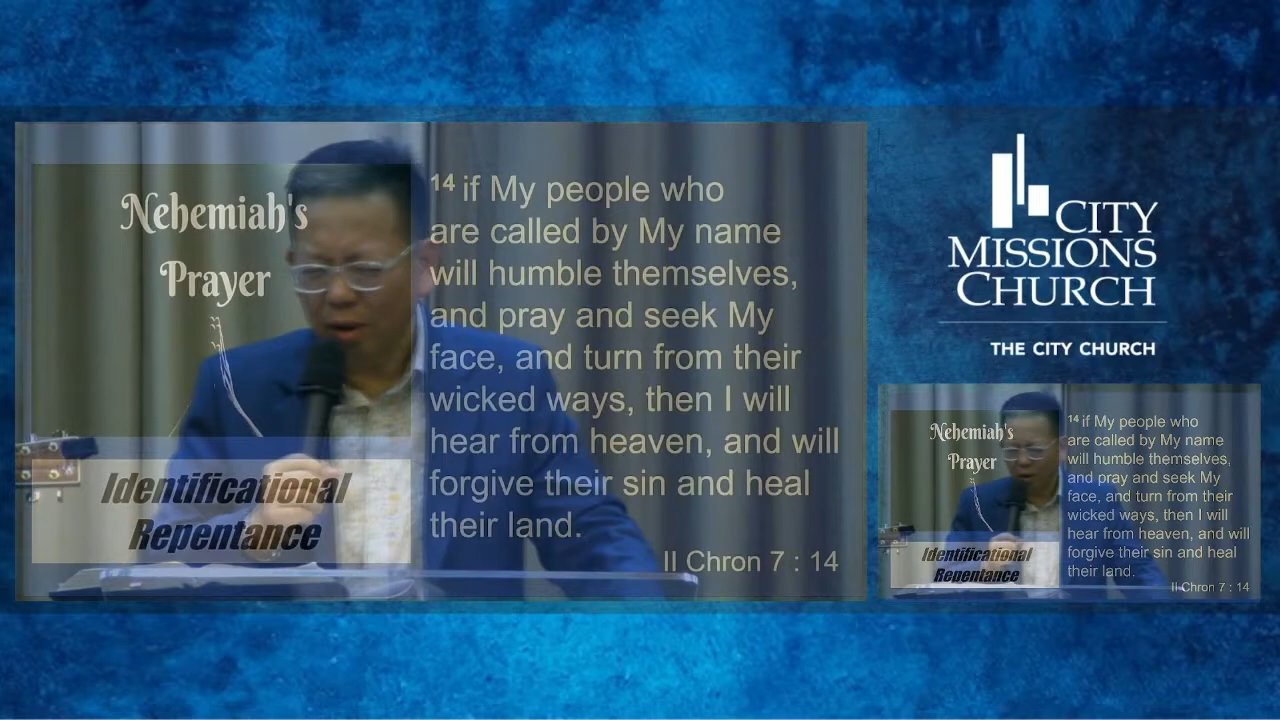 Nehemiah's
Prayer
Identificational
Repentance
14 if My people who
are called by My name
will humble themselves,
and pray and seek My
face, and turn from their
wicked ways, then I will
hear from heaven, and will
forgive their sin and heal
their land.
II Chron 7 : 14
CITY
MISSIONS
CHURCH
THE CITY CHURCH
Nehemiah's
Prayer
Identificational
Repentance
14 if My people who
are called by My name
will humble themselves,
and pray and seek My
face, and turn from their
wicked ways, then I will
hear from heaven, and will
forgive their sin and heal
their land.
II Chron 7 : 14